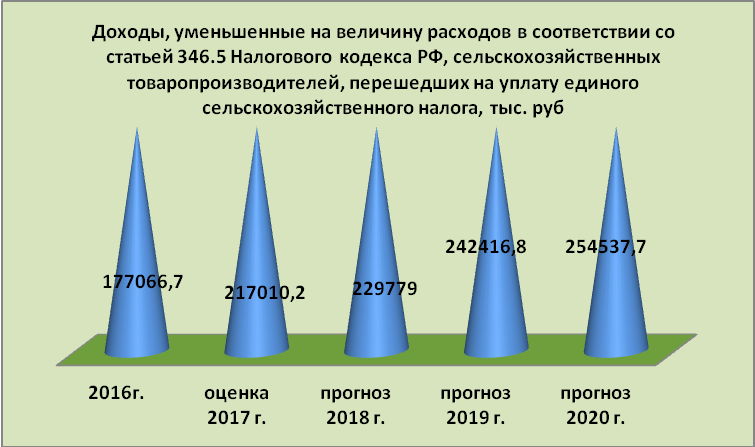 Доходы, уменьшенные на величину расходов в соответствии со
статьей 346.5 Налогового кодекса РФ, сельскохозяйственных
товаропроизводителей, перешедших на уплату единого
сельскохозяйственного налога, тыс. руб
177066,7
217010,2
229779
242416,8
254537,7
2016г.
оценка
2017 г.
прогноз
2018 г.
прогноз
2019 г.
прогноз
2020 г.